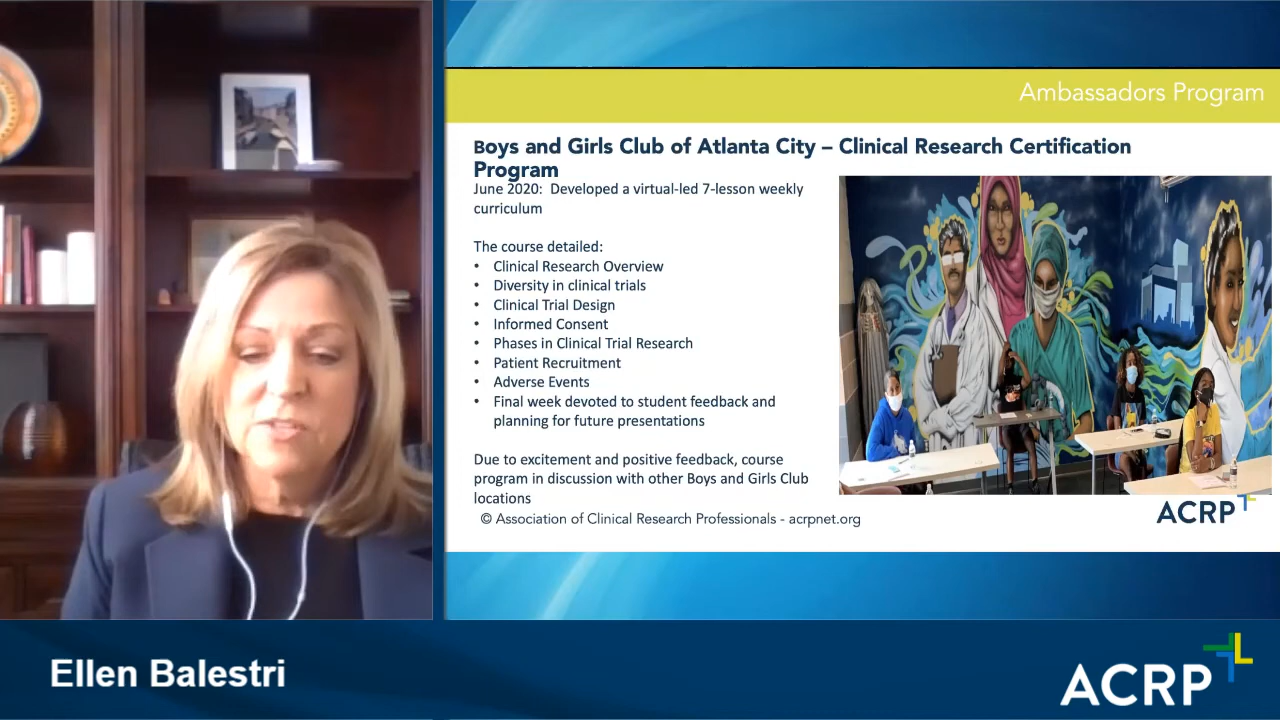 Ambassadors Program
Boys and Girls Club of Atlanta City – Clinical Research Certification
Program
June 2020: Developed a virtual-led 7-lesson weekly
curriculum
The course detailed:
• Clinical Research Overview
• Diversity in clinical trials
• Clinical Trial Design
• Informed Consent
• Phases in Clinical Trial Research
• Patient Recruitment
• Adverse Events
• Final week devoted to student feedback and
planning for future presentations
Due to excitement and positive feedback, course
program in discussion with other Boys and Girls Club
locations
© Association of Clinical Research Professionals - acrpnet.org
ACRP
Ellen Balestri
ACRP